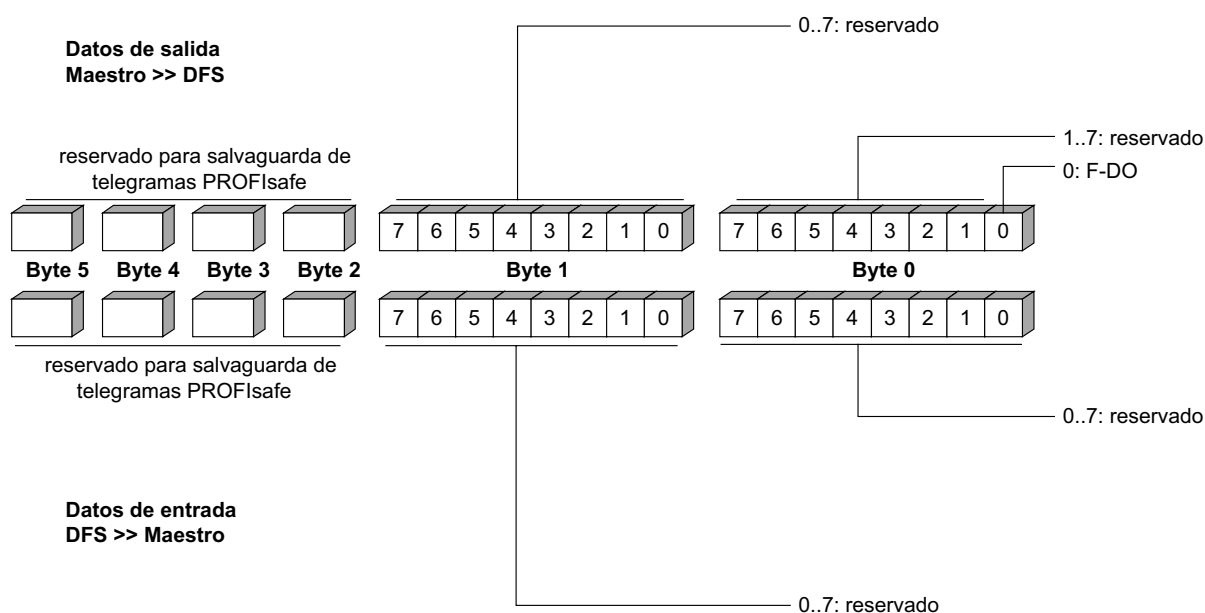 0..7: reservado
Datos de salida
Maestro >> DFS
1..7: reservado
reservado para salvaguarda de
telegramas PROFIsafe
0: F-DO
7 6 5 4 3 2 1 0 7 6 5 4 3 2 1 0
Byte 5 Byte 4 Byte 3 Byte 2 Byte 1 Byte 0
7 6 5 4 3 2 1 0 7 6 5 4 3 2 1 0
reservado para salvaguarda de
telegramas PROFIsafe
0..7: reservado
Datos de entrada
DFS >> Maestro
0..7: reservado